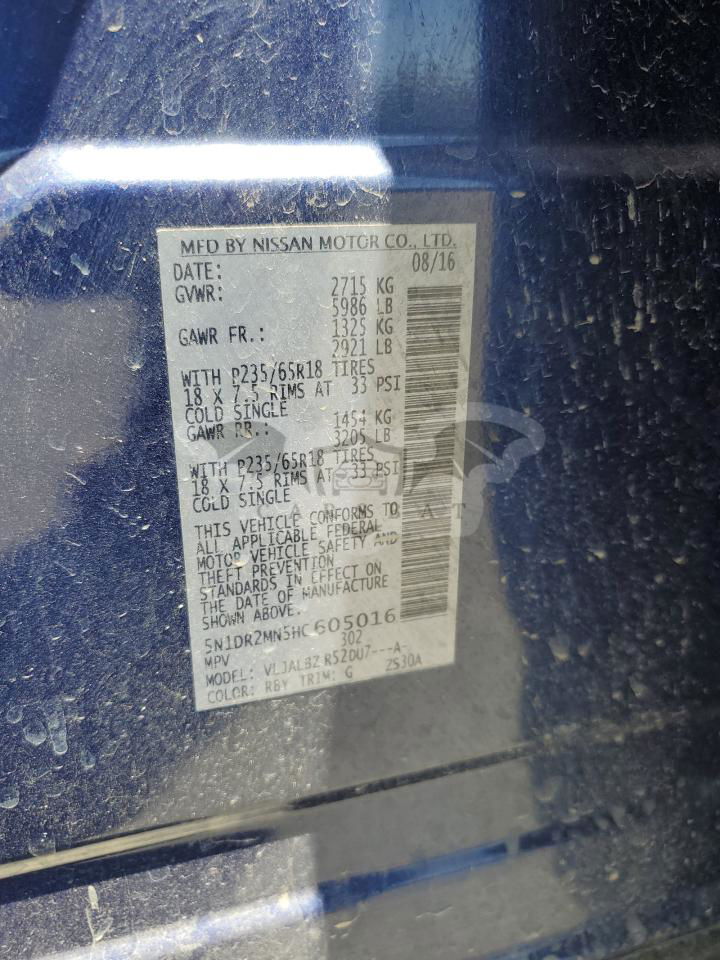 MFD BY NISSAN MOTOR CO., LTD.
DATE: 08/16
GVWR: 2715 KG
5986 LB
GAWR FR.: 1325 KG
2921 LB
WITH P235/65R18 TIRES
18 X 7.5 RIMS AT 33 PSI
COLD SINGLE
GAWR RR.: 1454 KG
3205 LB
WITH P235/65R18 TIRES
18 X 7.5 RIMS AT 33 PSI
COLD SINGLE
THIS VEHICLE CONFORMS TO
ALL APPLICABLE FEDERAL
MOTOR VEHICLE SAFETY AND
THEFT PREVENTION
STANDARDS IN EFFECT ON
THE DATE OF MANUFACTURE
SHOWN ABOVE.
5N1DR2MN5HC605016
MPV 302
MODEL: R52DU7---A-
COLOR: RBY TRIM: G ZS30A